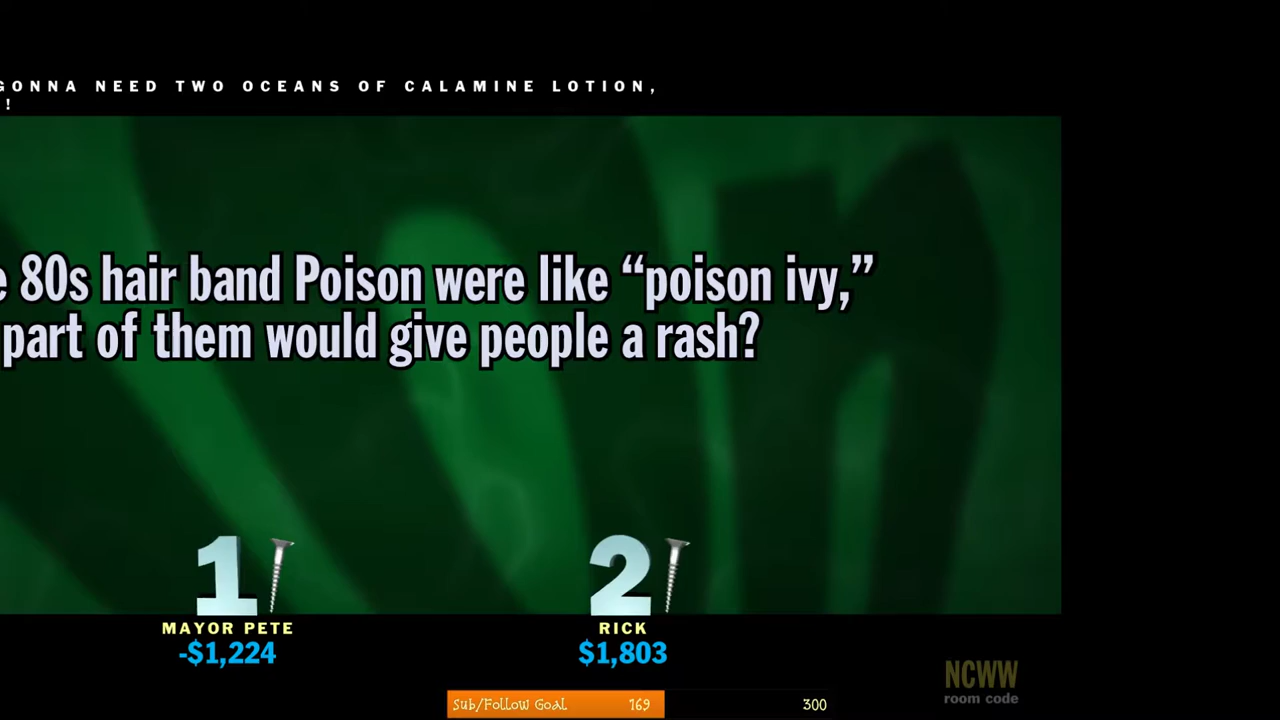 GONNA NEED TWO OCEANS OF CALAMINE LOTION,
!
80s hair band Poison were like “poison ivy,”
part of them would give people a rash?
1
2
MAYOR PETE
RICK
-$1,224
$1,803
NCWW
room code
Sub/Follow Goal 169 300